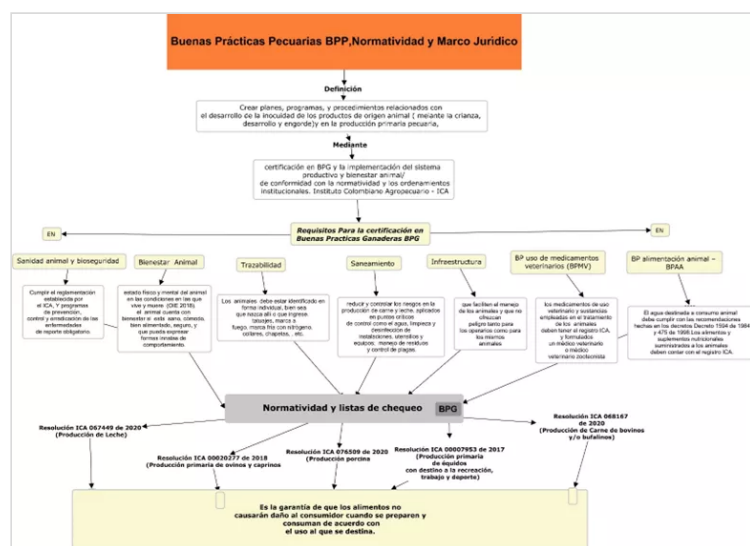 Buenas Prácticas Pecuarias BPP,Normatividad y Marco Juridico
Definición
Crear planes, programas, y procedimientos relacionados con
el desarrollo de la inocuidad de los productos de origen animal ( meiante la crianza,
desarrollo y engorde)y en la producción primaria pecuaria,
Mediante
certificación en BPG y la implementación del sistema
productivo y bienestar animal/
de conformidad con la normatividad y los ordenamientos
institucionales. Instituto Colombiano Agropecuario - ICA
EN
Requisitos Para la certificación en
Buenas Practicas Ganaderas BPG
EN
Sanidad animal y bioseguridad
Bienestar Animal
Trazabilidad
Saneamiento
Infraestructura
BP uso de medicamentos
veterinarios (BPMV)
BP alimentación animal –
BPAA
Cumplir el reglamentación
establecida por
el ICA, Y programas
de prevención,
control y erradicación de las
enfermedades
de reporte obligatorio.
estado físico y mental del animal
en las condiciones en las que
vive y muere (OIE 2018).
el animal cuenta con
bienestar si está sano, cómodo,
bien alimentado, seguro, y
que pueda expresar
formas innatas de
comportamiento.
Los animales debe estar identificado en
forma individual, bien sea
que nazca allí o que ingrese.
tatuajes, marca a
fuego, marca fría con nitrógeno,
collares, chapetas, , etc.
reducir y controlar los riesgos en la
producción de carne y leche, aplicados
en puntos críticos
de control como el agua, limpieza y
desinfección de
instalaciones, utensilios y
equipos, manejo de residuos
y control de plagas.
que faciliten el manejo
de los animales y que no
ofrezcan
peligro tanto para
los operarios como para
los mismos
animales
los medicamentos de uso
veterinario y sustancias
empleadas en el tratamiento
de los animales
deben tener el registro ICA,
y formulados
un médico veterinario
o médico
veterinario zootecnista
El agua destinada a consumo animal
debe cumplir con las recomendaciones
hechas en los decretos Decreto 1594 de 1984
y 475 de 1998.Los alimentos y
suplementos nutricionales
suministrados a los animales
deben contar con el registro ICA.
Normatividad y listas de chequeo BPG
Resolución ICA 067449 de 2020
(Producción de Leche)
Resolución ICA 00020277 de 2018
(Producción primaria de ovinos y caprinos
Resolución ICA 076509 de 2020
(Producción porcina
Resolución ICA 00007953 de 2017
(Producción primaria
de équidos
con destino a la recreación,
trabajo y deporte)
Resolución ICA 068167
de 2020
(Producción de Carne de bovinos
y/o bufalinos)
Es la garantía de que los alimentos no
causarán daño al consumidor cuando se preparen y
consuman de acuerdo con
el uso al que se destina.